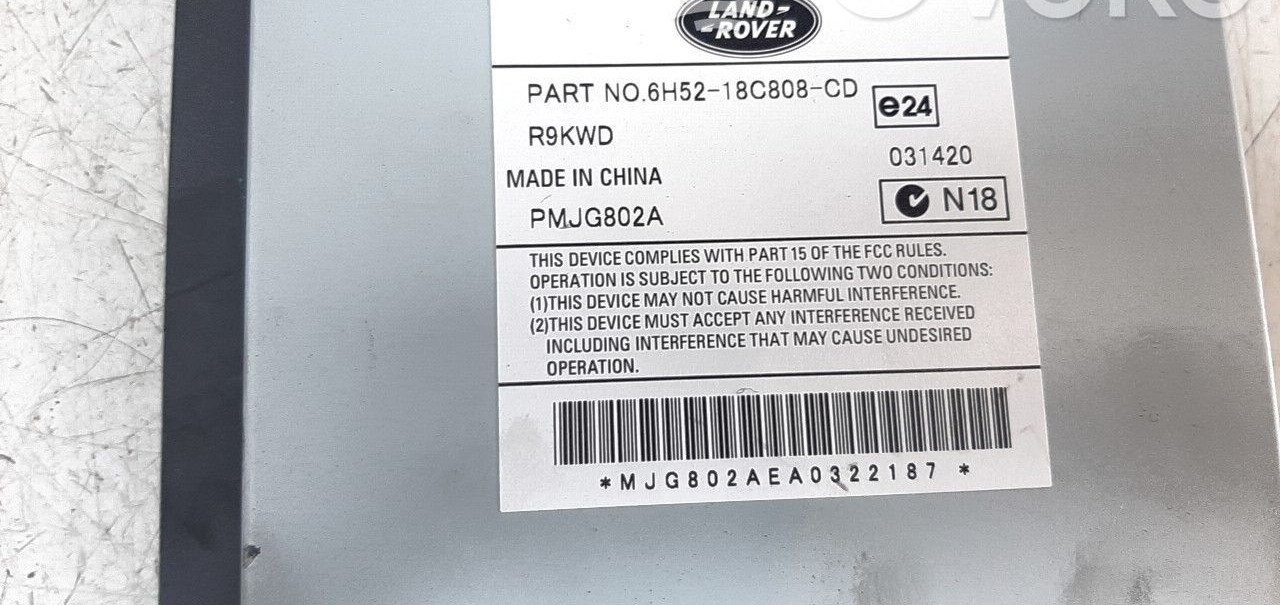 LAND-
-ROVER
PART NO.6H52-18C808-CD
e24
R9KWD
031420
MADE IN CHINA
N18
PMJG802A
THIS DEVICE COMPLIES WITH PART 15 OF THE FCC RULES.
OPERATION IS SUBJECT TO THE FOLLOWING TWO CONDITIONS:
(1)THIS DEVICE MAY NOT CAUSE HARMFUL INTERFERENCE.
(2)THIS DEVICE MUST ACCEPT ANY INTERFERENCE RECEIVED
INCLUDING INTERFERENCE THAT MAY CAUSE UNDESIRED
OPERATION.
*MJG802AEA0322187*